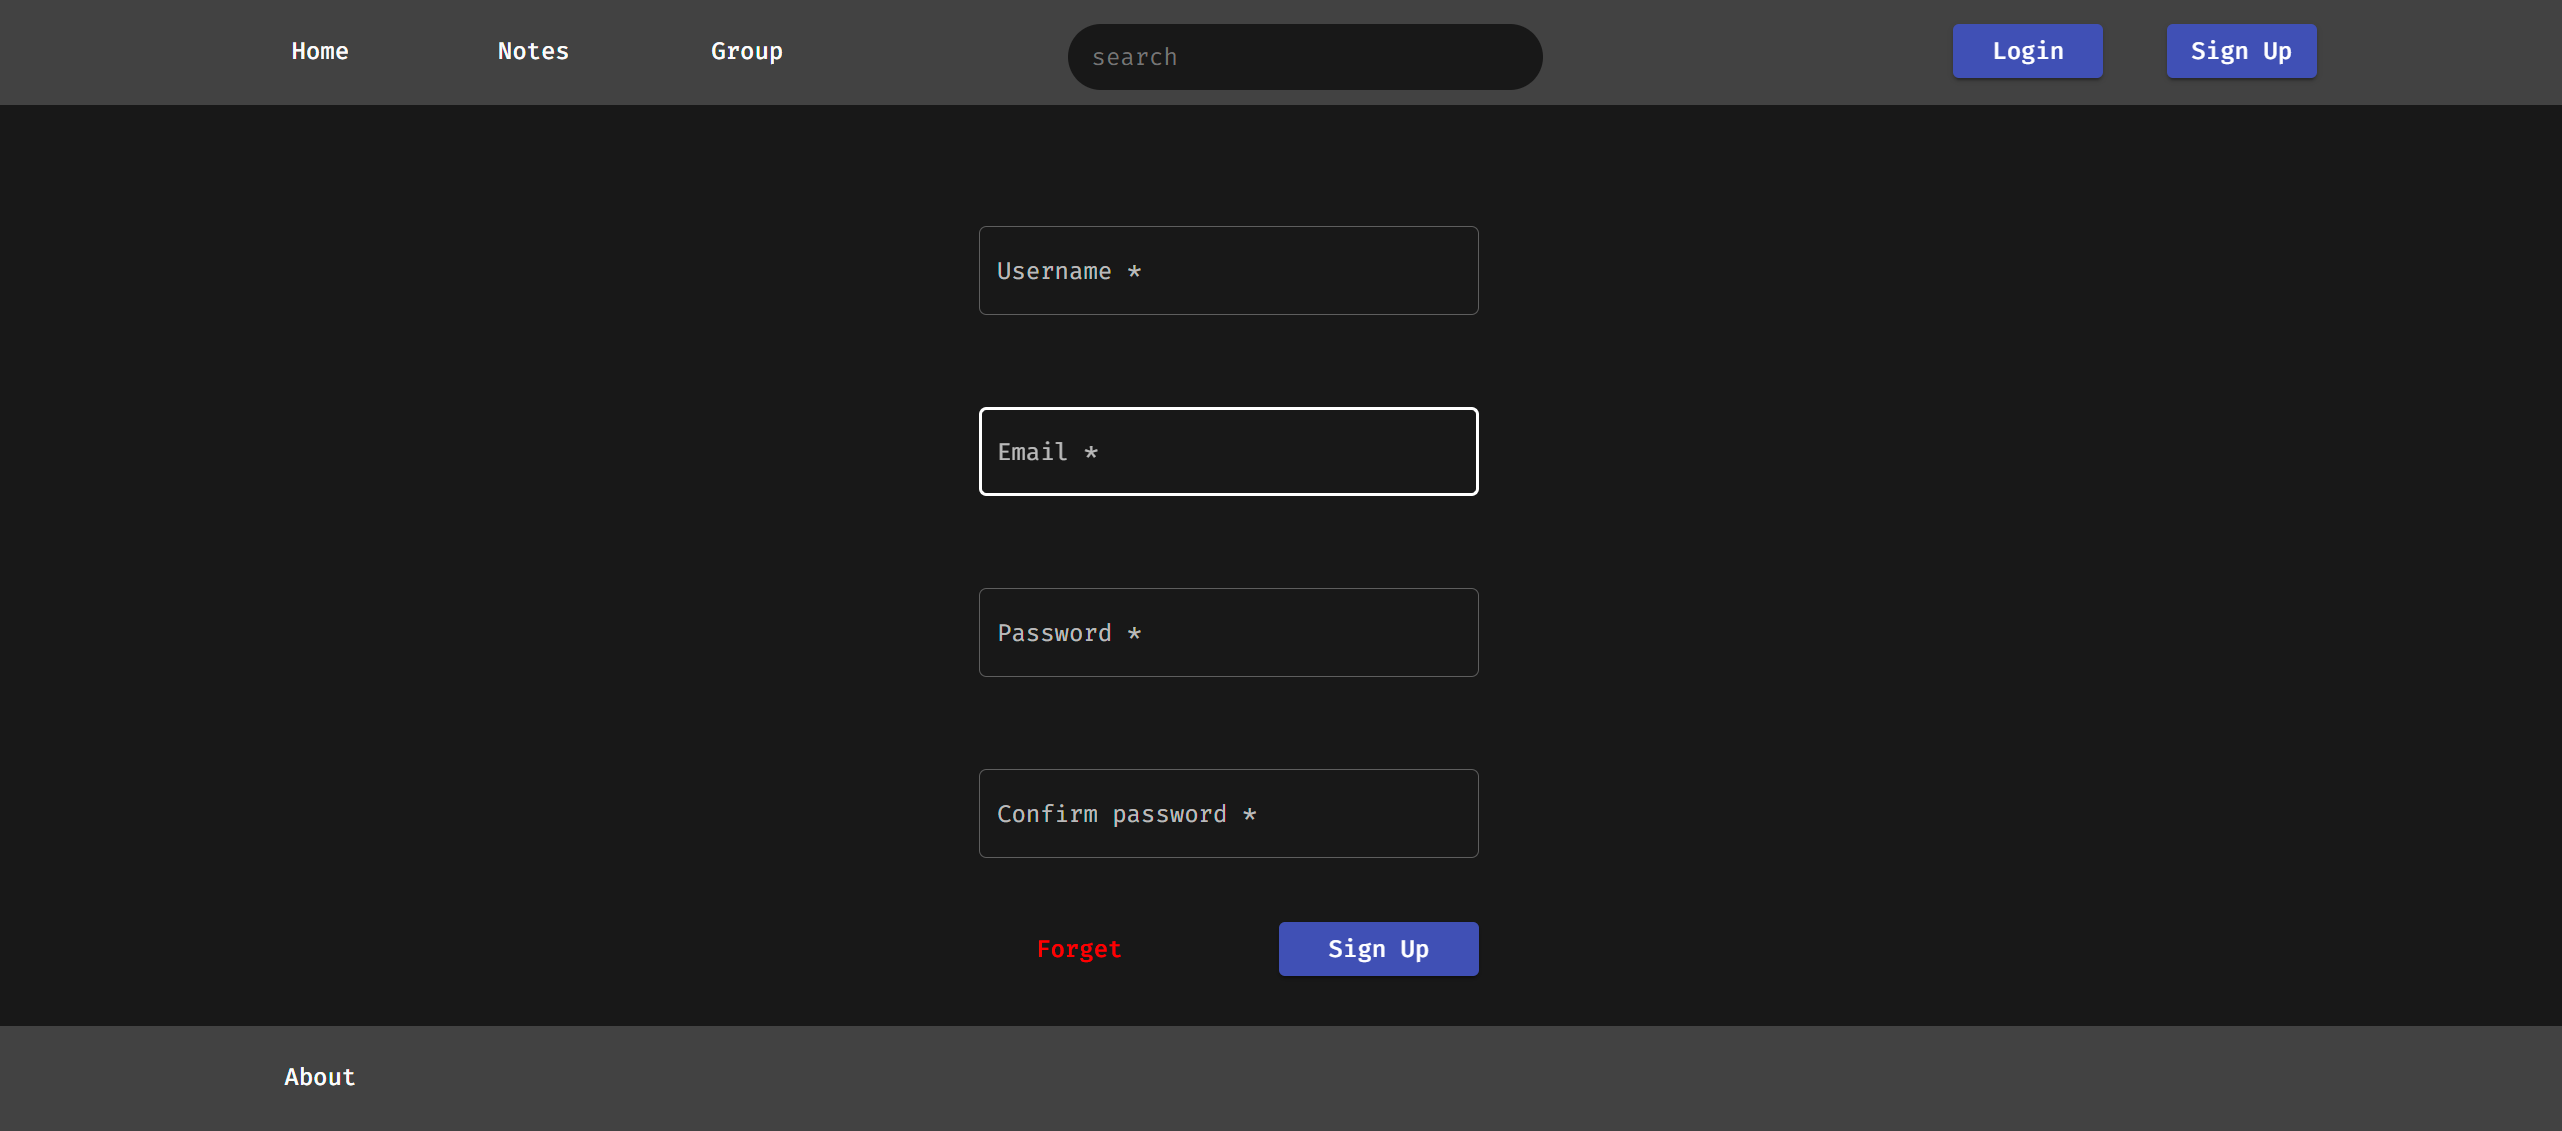 Home Notes Group search Login Sign Up
Username *
Email *
Password *
Confirm password *
Forget Sign Up
About